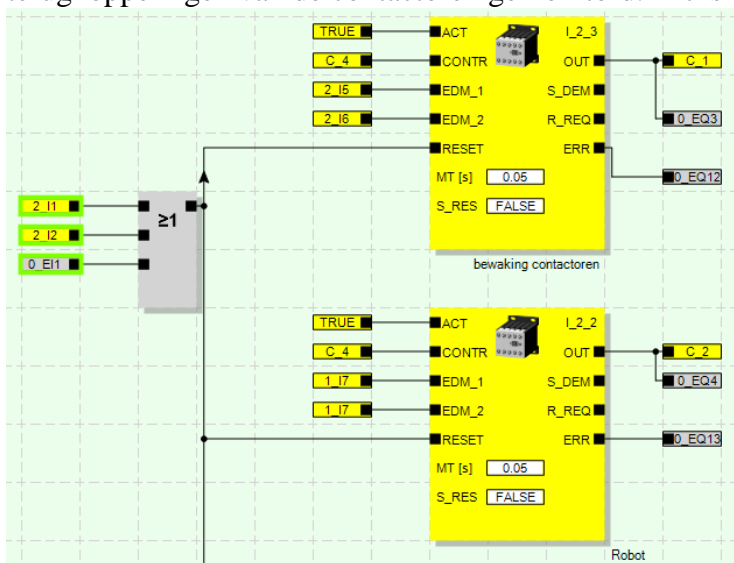 TRUE ACT I_2_3
C_4 CONTR OUT C_1
2_I5 EDM_1 S_DEM
2_I6 EDM_2 R_REQ 0_EQ3
RESET ERR
MT [s] 0.05 0_EQ12
2_I1 S_RES FALSE
≥1
2_I2
0_EI1 bewaking contactoren
TRUE ACT I_2_2
C_4 CONTR OUT C_2
1_I7 EDM_1 S_DEM 0_EQ4
1_I7 EDM_2 R_REQ
RESET ERR 0_EQ13
MT [s] 0.05
S_RES FALSE
Robot